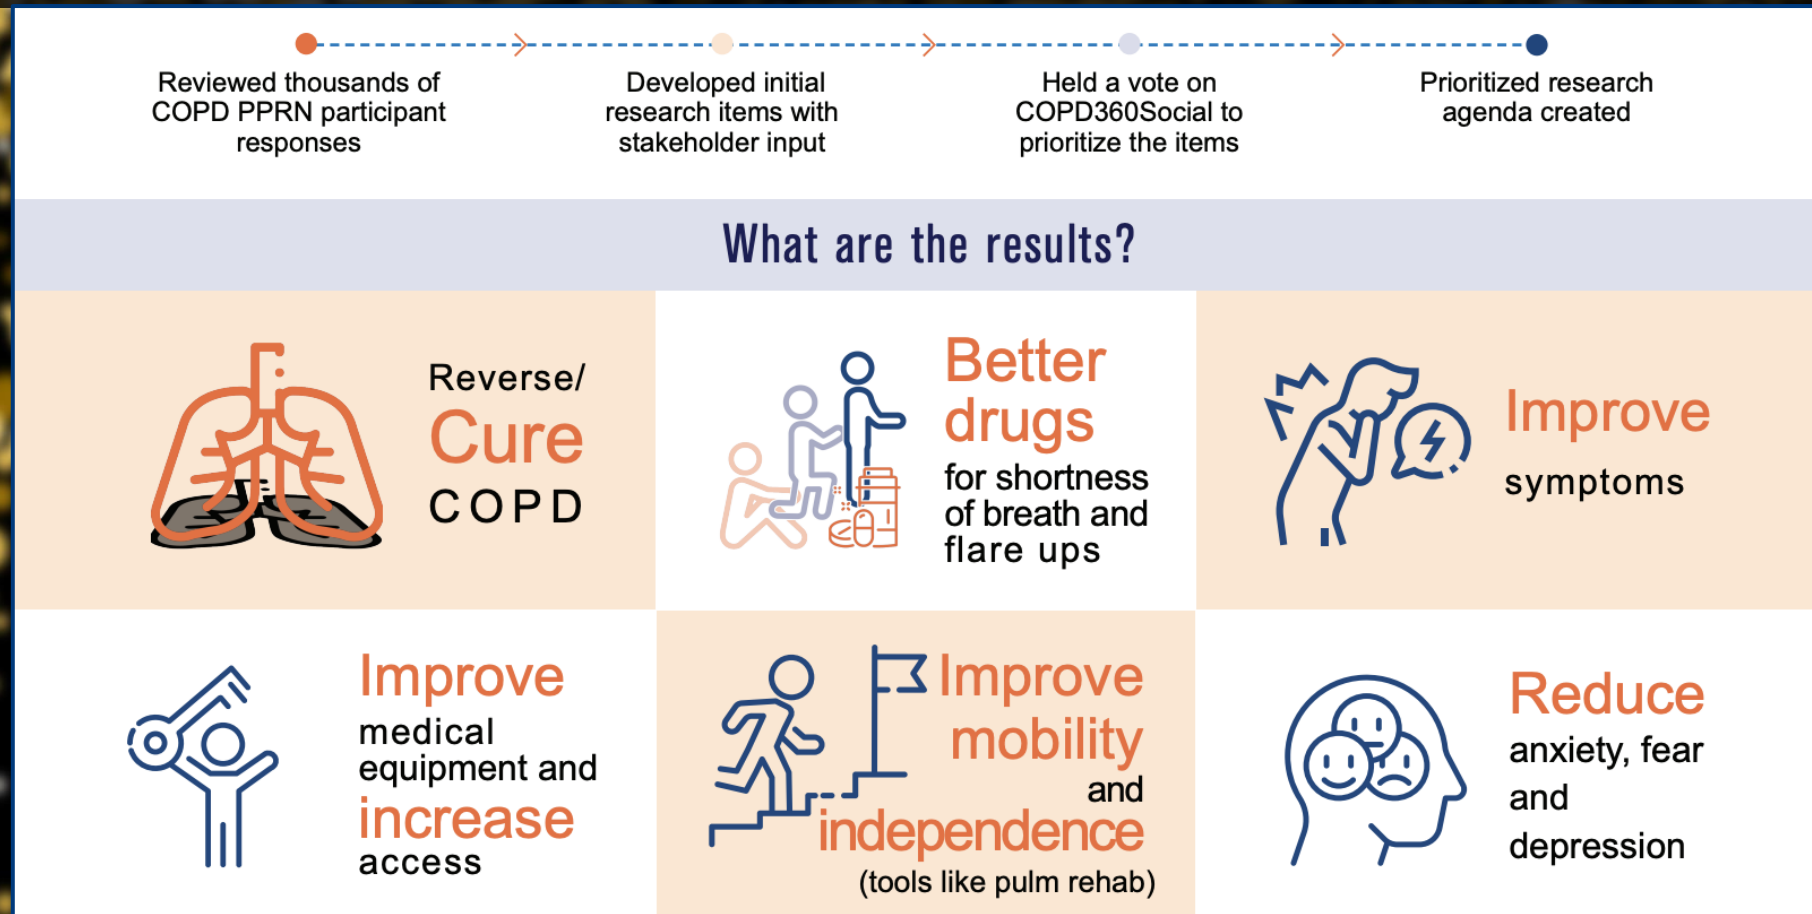 Reviewed thousands of
COPD PPRN participant
responses
Developed initial
research items with
stakeholder input
Held a vote on
COPD360Social to
prioritize the items
Prioritized research
agenda created
What are the results?
Reverse/
Cure
COPD
Better
drugs
for shortness
of breath and
flare ups
Improve
symptoms
Improve
medical
equipment and
increase
access
Improve
mobility
and
independence
(tools like pulm rehab)
Reduce
anxiety, fear
and
depression